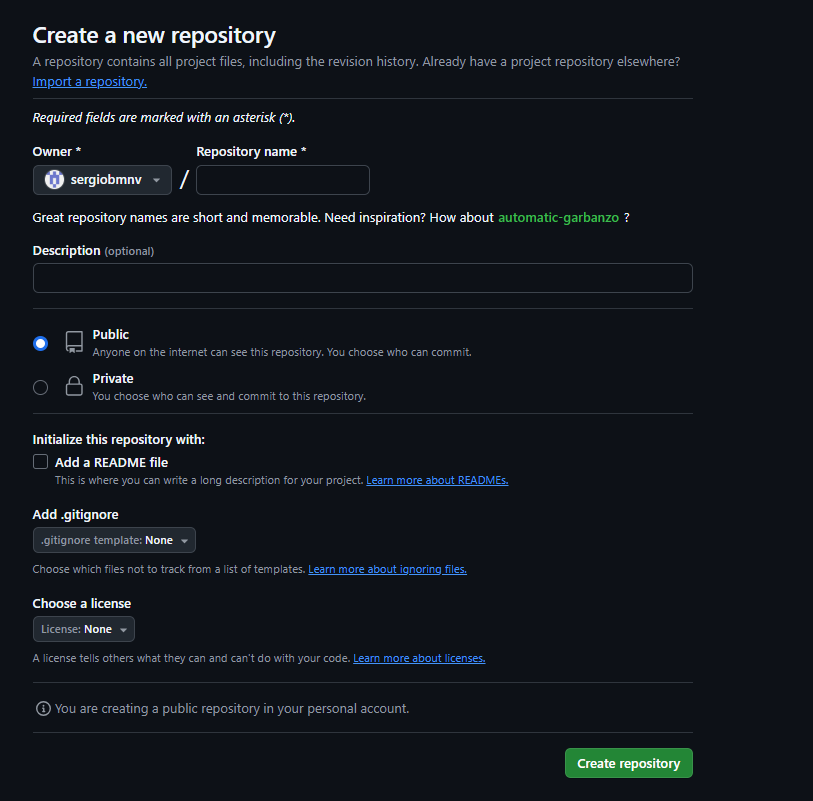 Create a new repository
A repository contains all project files, including the revision history. Already have a project repository elsewhere?
Import a repository.
Required fields are marked with an asterisk (*).
Owner * Repository name *
sergiobmnv /
Great repository names are short and memorable. Need inspiration? How about automatic-garbanzo ?
Description (optional)
Public
Anyone on the internet can see this repository. You choose who can commit.
Private
You choose who can see and commit to this repository.
Initialize this repository with:
Add a README file
This is where you can write a long description for your project. Learn more about READMEs.
Add .gitignore
.gitignore template: None
Choose which files not to track from a list of templates. Learn more about ignoring files.
Choose a license
License: None
A license tells others what they can and can't do with your code. Learn more about licenses.
You are creating a public repository in your personal account.
Create repository